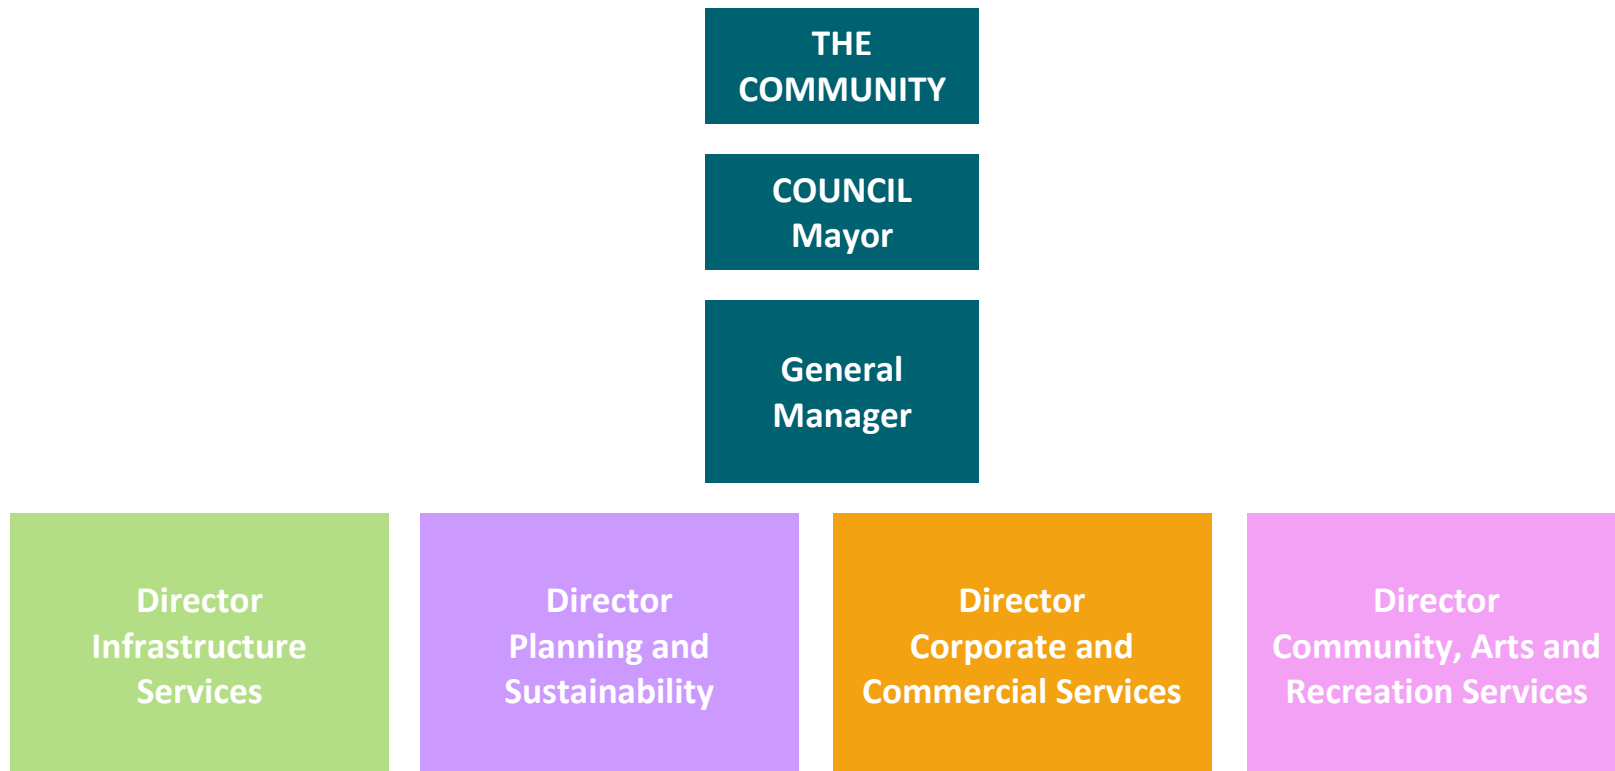 THE
COMMUNITY
COUNCIL
Mayor
General
Manager
Director
Infrastructure
Services
Director
Planning and
Sustainability
Director
Corporate and
Commercial Services
Director
Community, Arts and
Recreation Services